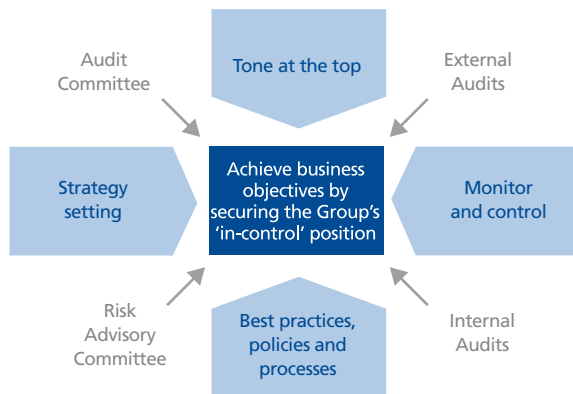 Audit
Committee
Tone at the top
External
Audits
Strategy
setting
Achieve business
objectives by
securing the Group’s
‘in-control‘ position
Monitor
and control
Risk
Advisory
Committee
Best practices,
policies and
processes
Internal
Audits